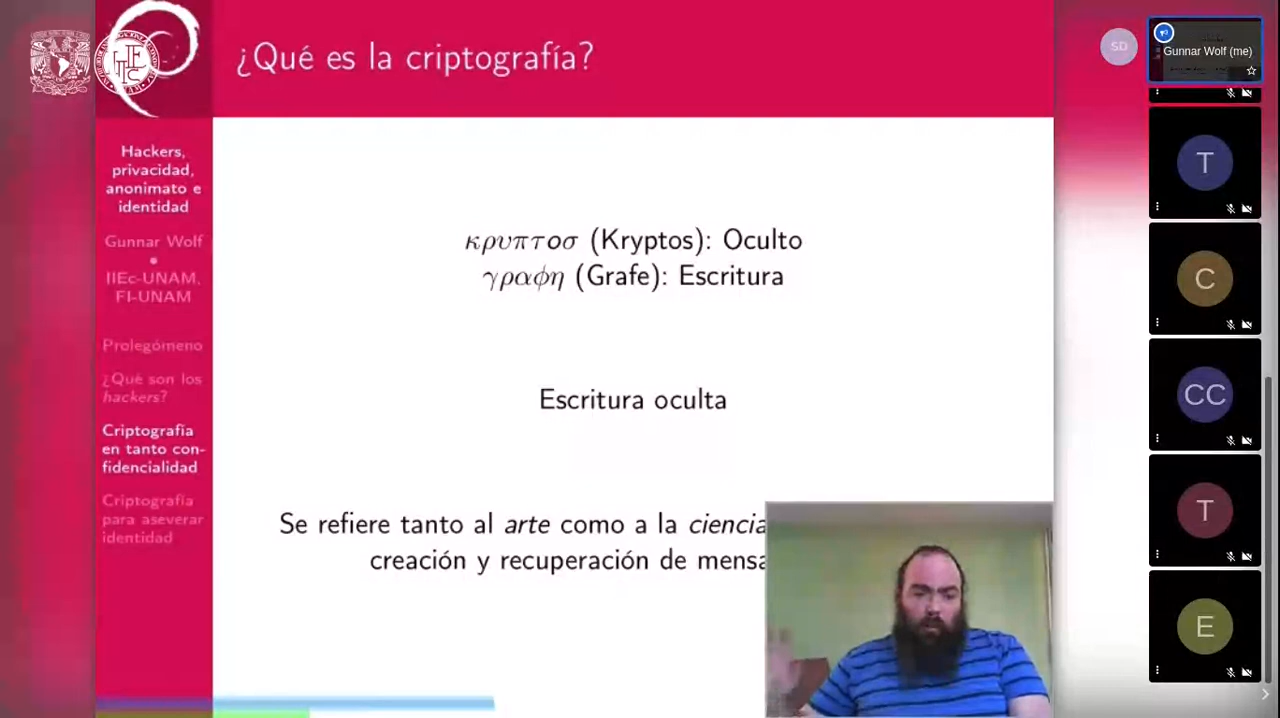 ¿Qué es la criptografía?
Hackers,
privacidad,
anonimato e
identidad
Gunnar Wolf
•
IIEc-UNAM,
FI-UNAM
Prolegómeno
¿Qué son los
hackers?
Criptografía
en tanto con-
fidencialidad
Criptografía
para aseverar
identidad
κρυπτοσ (Kryptos): Oculto
γραφη (Grafe): Escritura
Escritura oculta
Se refiere tanto al arte como a la ciencia
creación y recuperación de mensa
SD
Gunnar Wolf (me)
T
C
CC
T
E